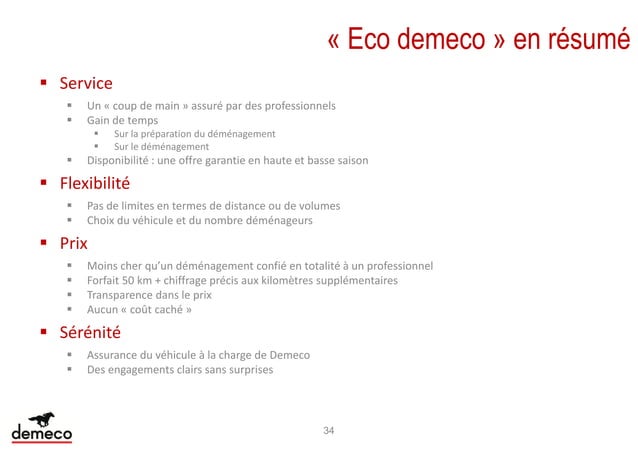 « Eco demeco » en résumé
▪ Service
▪ Un « coup de main » assuré par des professionnels
▪ Gain de temps
▪ Sur la préparation du déménagement
▪ Sur le déménagement
▪ Disponibilité : une offre garantie en haute et basse saison
▪ Flexibilité
▪ Pas de limites en termes de distance ou de volumes
▪ Choix du véhicule et du nombre déménageurs
▪ Prix
▪ Moins cher qu’un déménagement confié en totalité à un professionnel
▪ Forfait 50 km + chiffrage précis aux kilomètres supplémentaires
▪ Transparence dans le prix
▪ Aucun « coût caché »
▪ Sérénité
▪ Assurance du véhicule à la charge de Demeco
▪ Des engagements clairs sans surprises
demeco
34